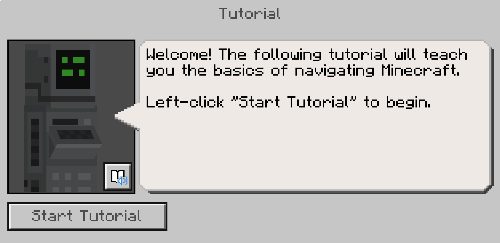 Tutorial
Welcome! The following tutorial will teach
you the basics of navigating Minecraft.
Left-click "Start Tutorial" to begin.
Start Tutorial